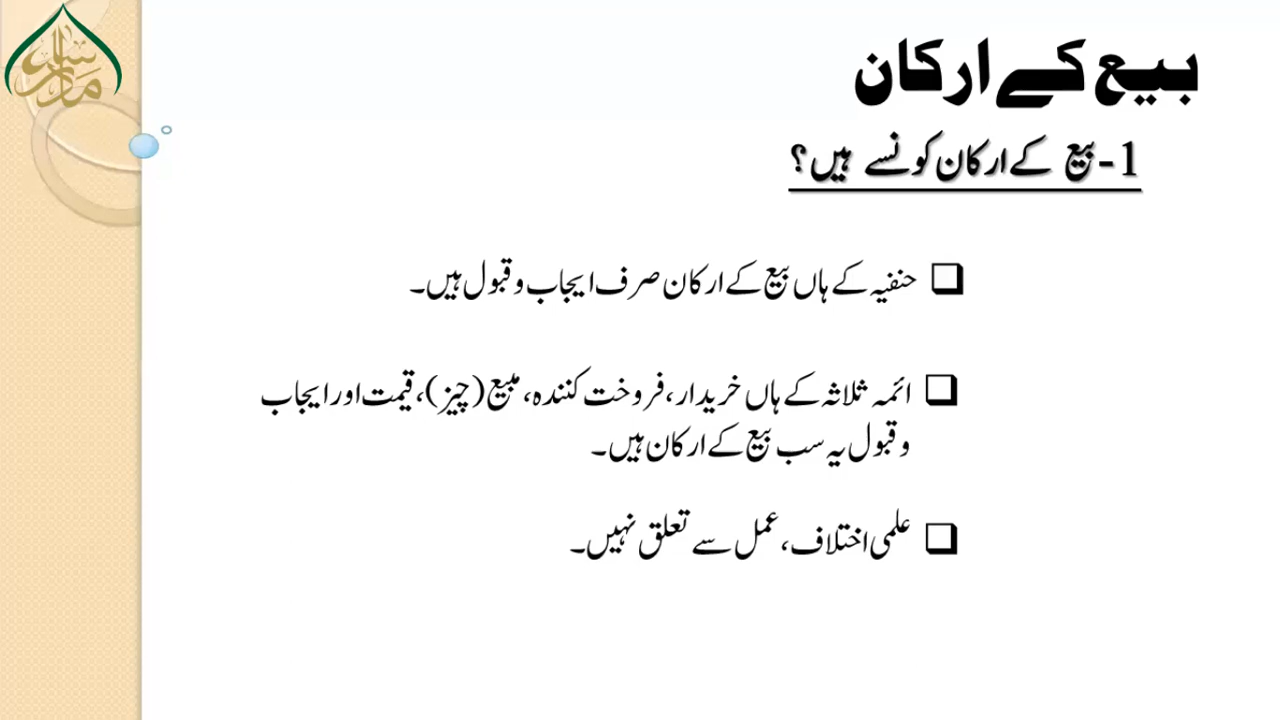 بیع کے ارکان
1- بیع کے ارکان کونسے ہیں؟
حنفیہ کے ہاں بیع کے ارکان صرف ایجاب و قبول ہیں۔
ائمہ ثلاثہ کے ہاں خریدار، فروخت کنندہ، مبیع (چیز)، قیمت اور ایجاب
و قبول یہ سب بیع کے ارکان ہیں۔
علمی اختلاف، عمل سے تعلق نہیں۔